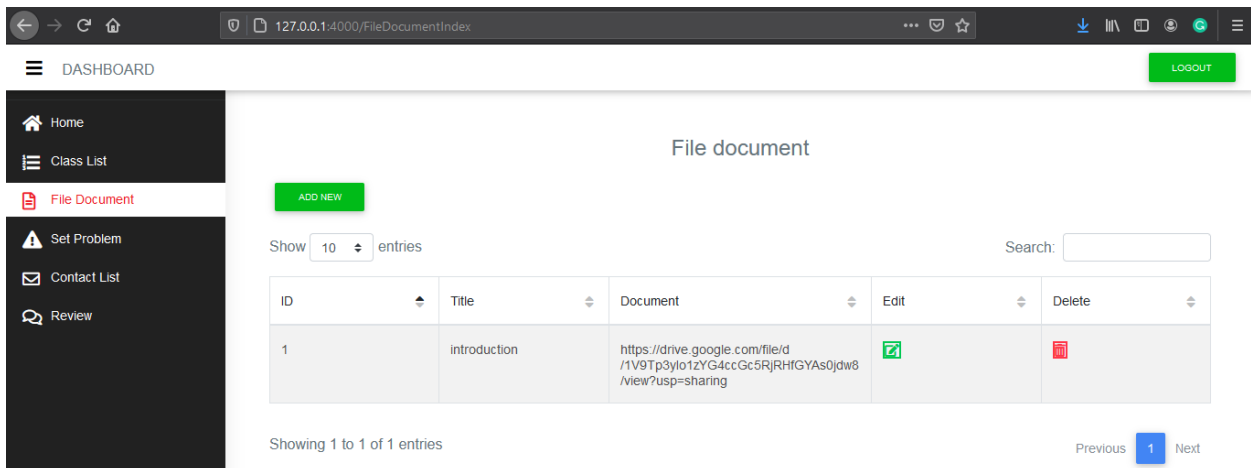 127.0.0.1:4000/FileDocumentIndex
DASHBOARD
LOGOUT
Home
Class List
File Document
Set Problem
Contact List
Review
File document
ADD NEW
Show 10 entries
Search:
ID Title Document Edit Delete
1 introduction https://drive.google.com/file/d
/1V9Tp3ylo1zYG4ccGc5RjRHfGYAs0jdw8
/view?usp=sharing
Showing 1 to 1 of 1 entries
Previous 1 Next